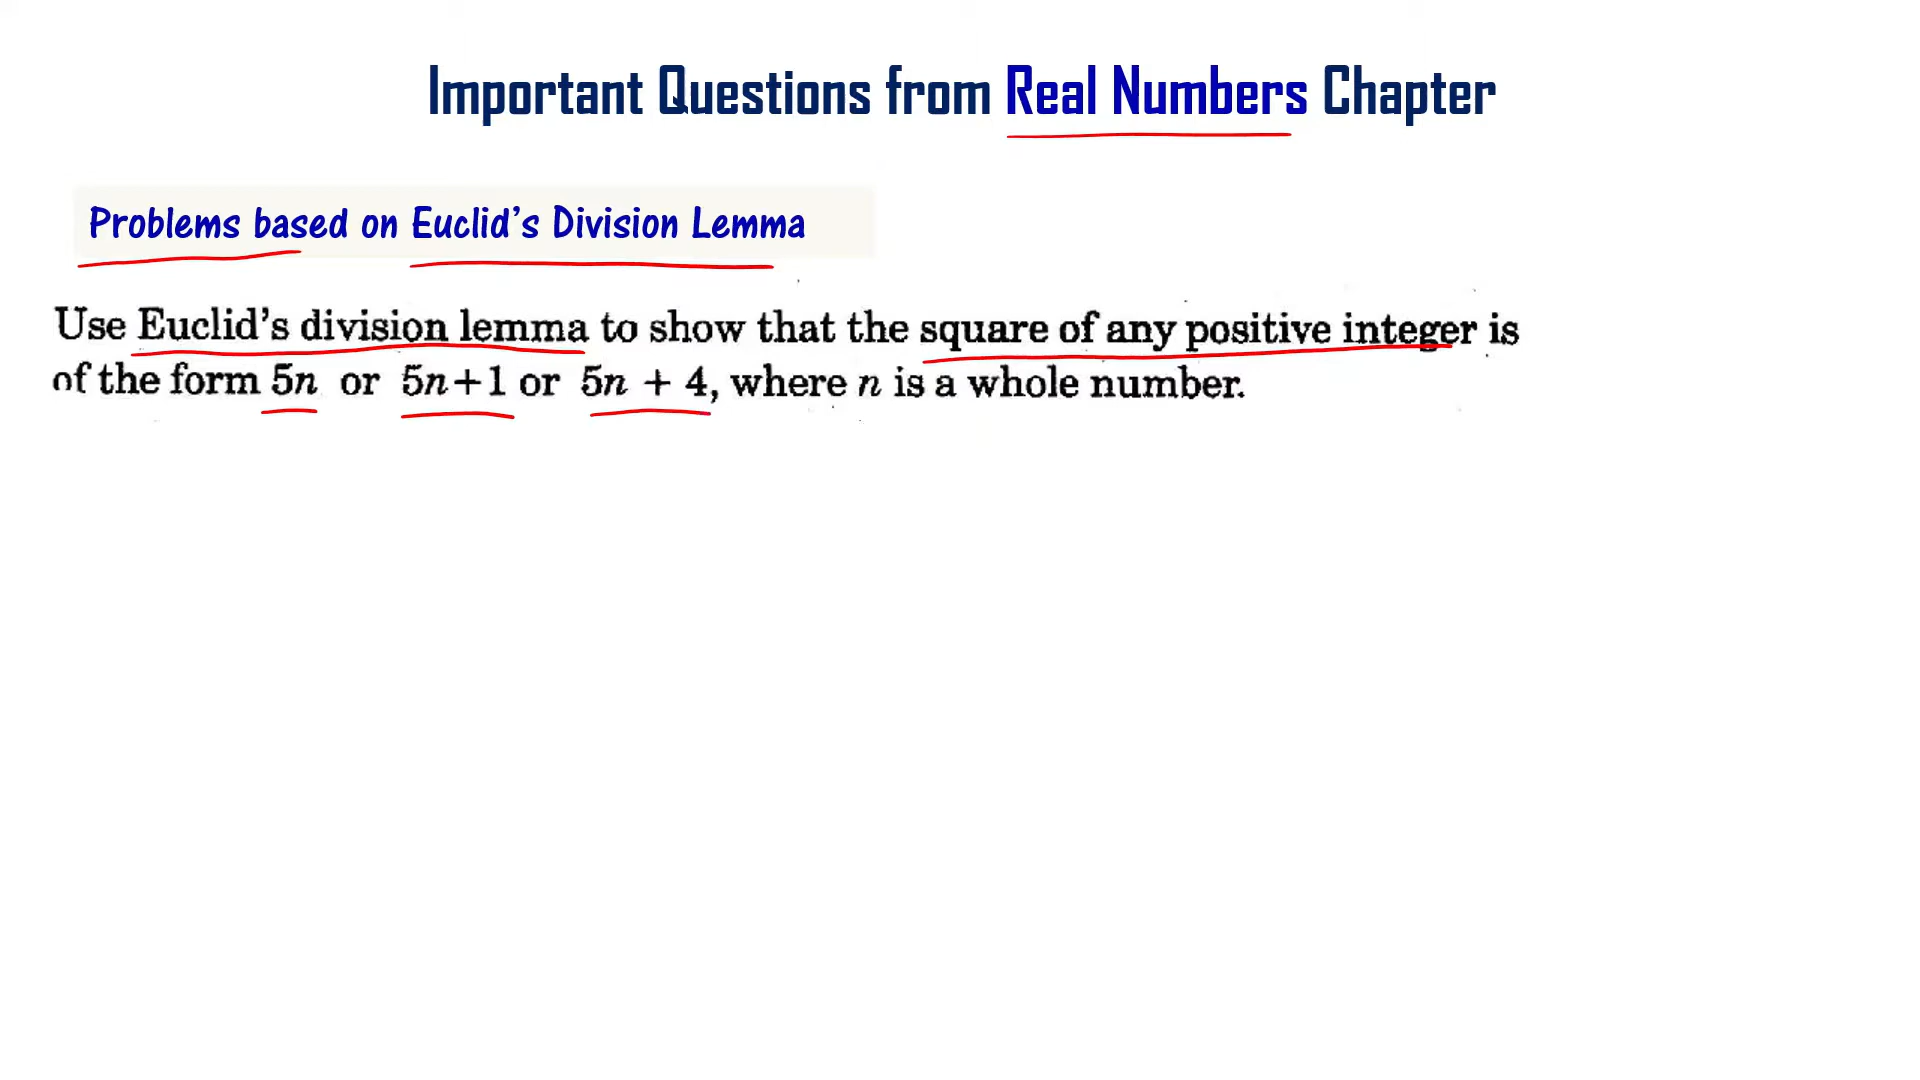 Important Questions from Real Numbers Chapter
Problems based on Euclid's Division Lemma
Use Euclid's division lemma to show that the square of any positive integer is
of the form 5n or 5n+1 or 5n + 4, where n is a whole number.